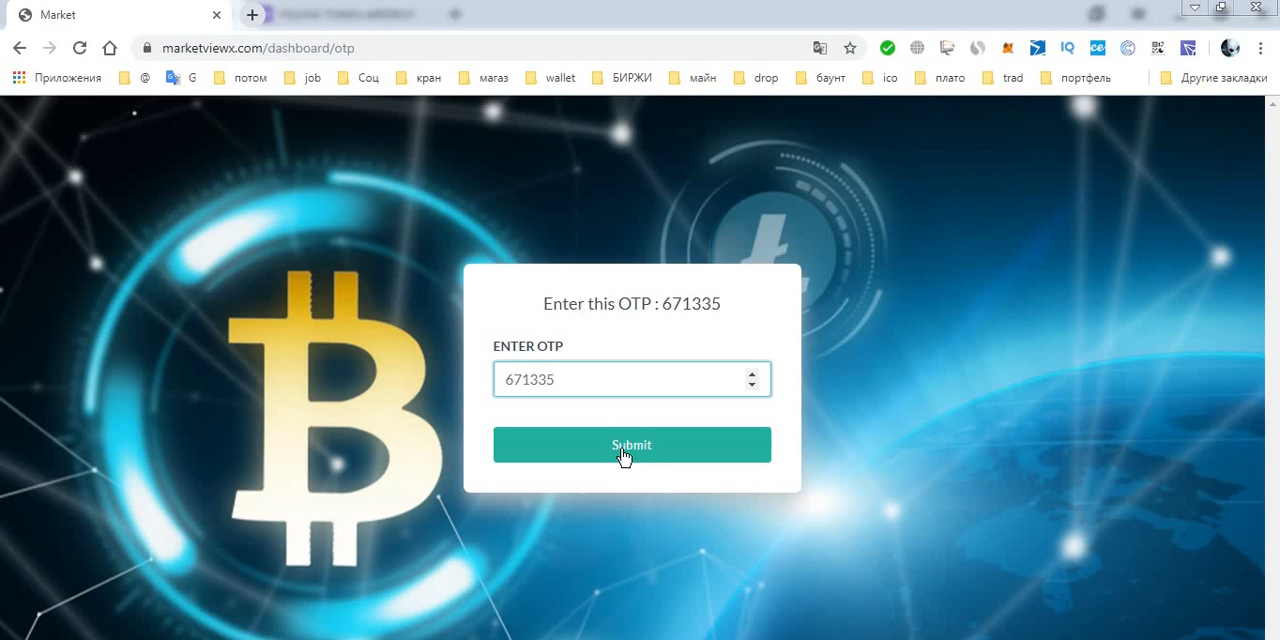 Market
marketviewx.com/dashboard/otp
Приложения @ G потом job Соц кран магаз wallet БИРЖИ майн drop баунт ico плато trad портфель Другие закладки
Enter this OTP : 671335
ENTER OTP
671335
Submit